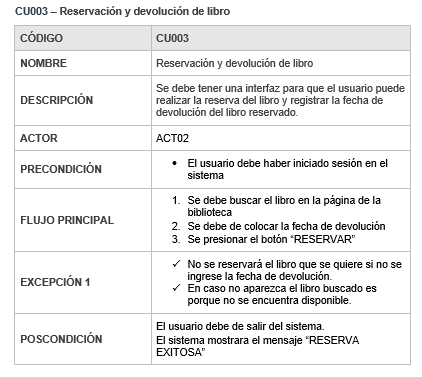 CU003 – Reservación y devolución de libro
CÓDIGO
CU003
NOMBRE
Reservación y devolución de libro
DESCRIPCIÓN
Se debe tener una interfaz para que el usuario puede
realizar la reserva del libro y registrar la fecha de
devolución del libro reservado.
ACTOR
ACT02
PRECONDICIÓN
• El usuario debe haber iniciado sesión en el
sistema
FLUJO PRINCIPAL
1. Se debe buscar el libro en la página de la
biblioteca
2. Se debe de colocar la fecha de devolución
3. Se presionar el botón “RESERVAR”
EXCEPCIÓN 1
✓ No se reservará el libro que se quiere si no se
ingrese la fecha de devolución.
✓ En caso no aparezca el libro buscado es
porque no se encuentra disponible.
POSCONDICIÓN
El usuario debe de salir del sistema.
El sistema mostrara el mensaje “RESERVA
EXITOSA”